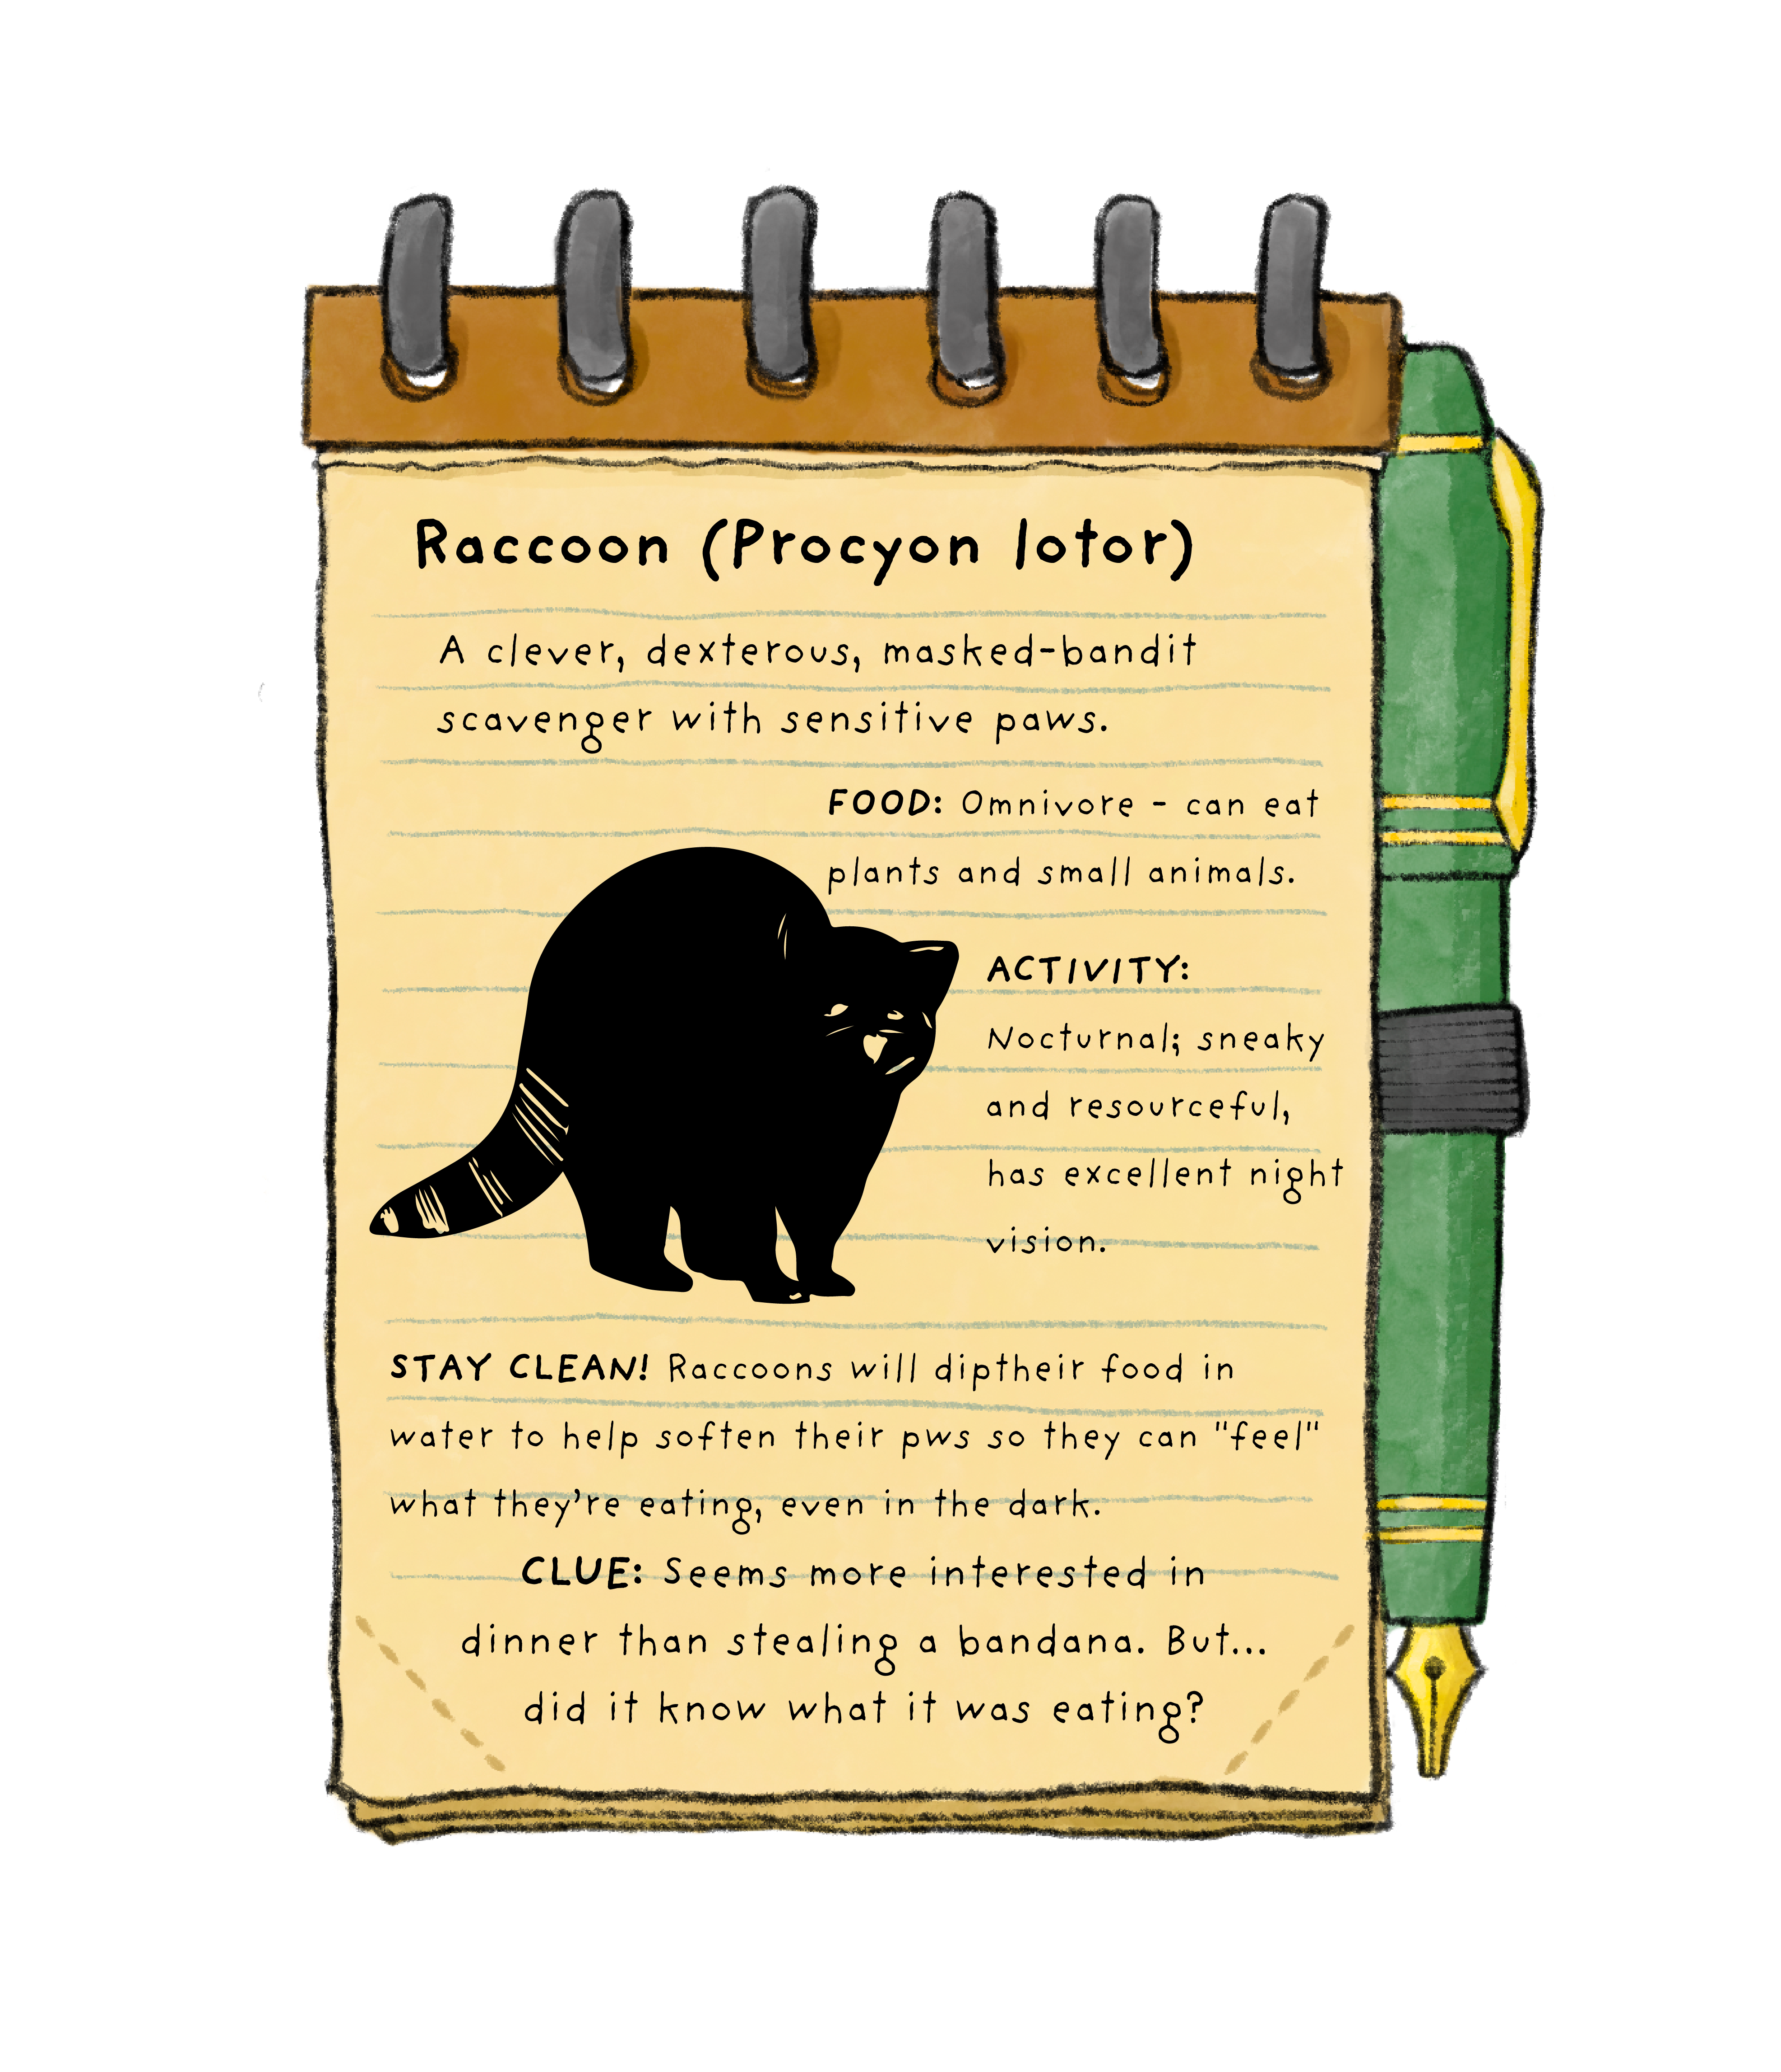 Raccoon (Procyon lotor)
A clever, dexterous, masked-bandit
scavenger with sensitive paws.
FOOD: Omnivore - can eat
plants and small animals.
ACTIVITY:
Nocturnal; sneaky
and resourceful,
has excellent night
vision.
STAY CLEAN! Raccoons will diptheir food in
water to help soften their pws so they can "feel"
what they're eating, even in the dark.
CLUE: Seems more interested in
dinner than stealing a bandana. But...
did it know what it was eating?